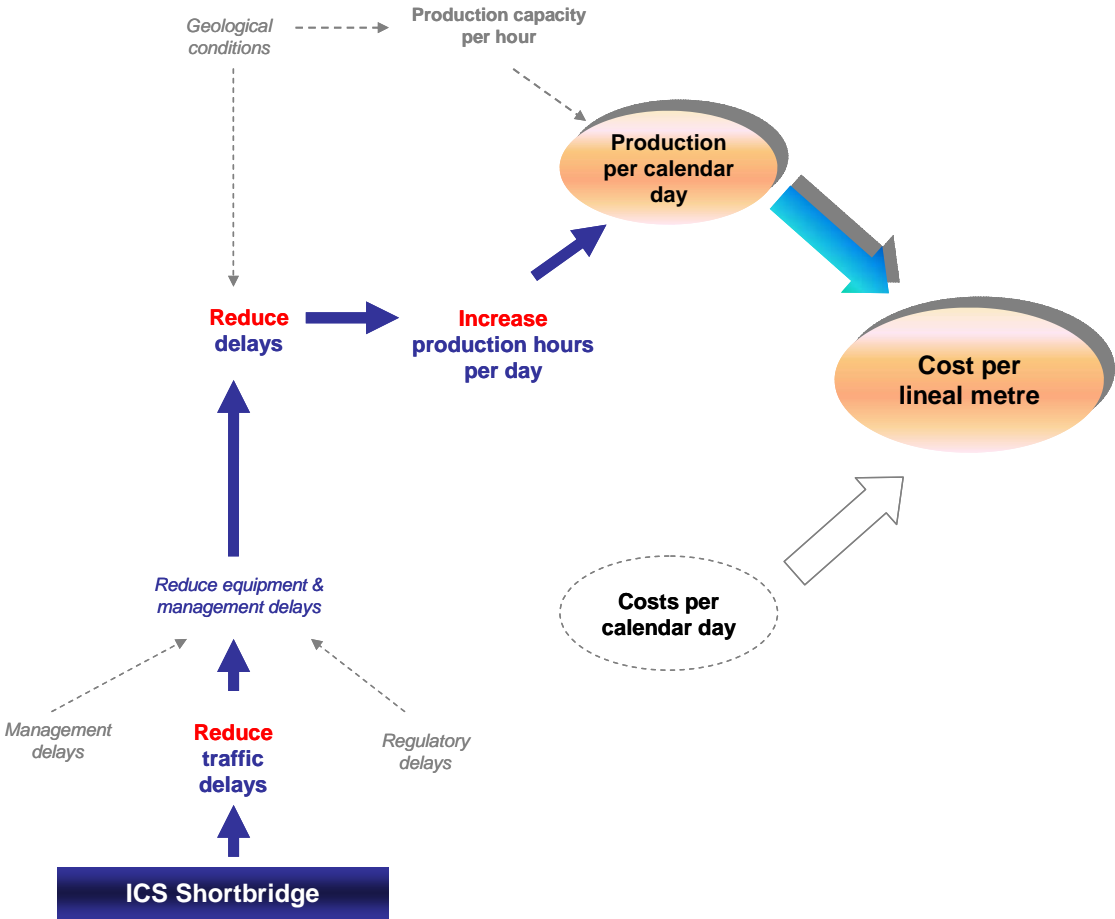 Geological
conditions
Production capacity
per hour
Production
per calendar
day
Reduce
delays
Increase
production hours
per day
Cost per
lineal metre
Reduce equipment &
management delays
Costs per
calendar day
Management
delays
Reduce
traffic
delays
Regulatory
delays
ICS Shortbridge